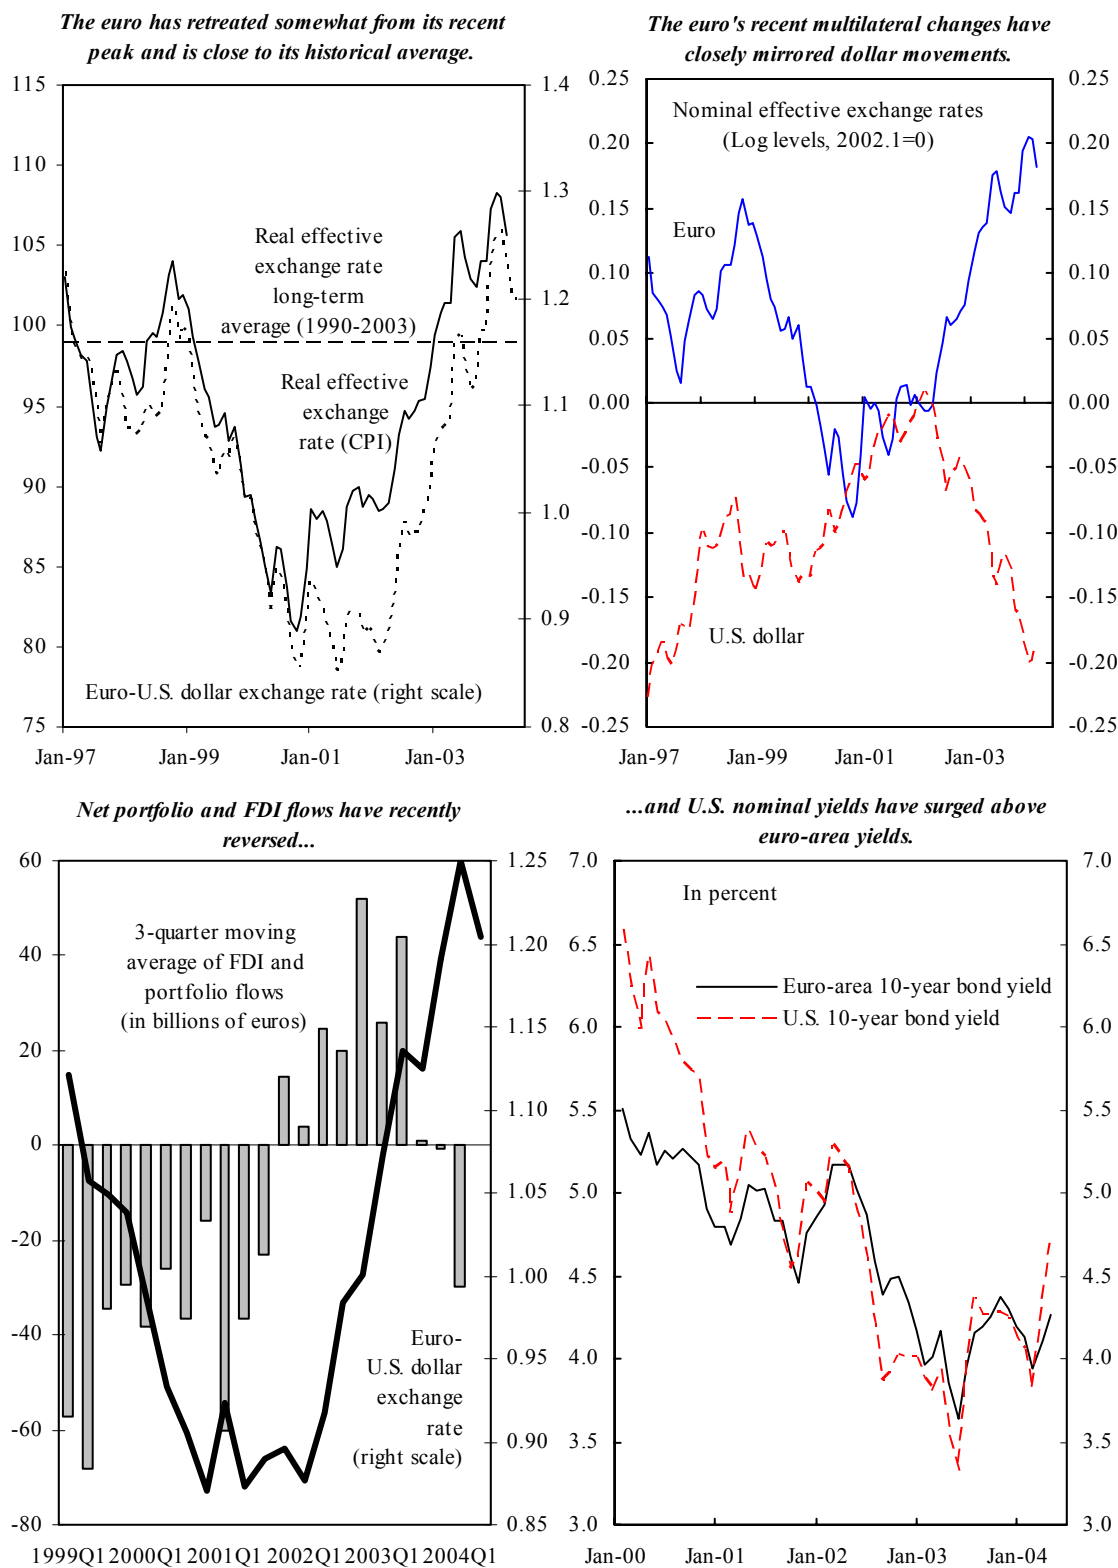 The euro has retreated somewhat from its recent
peak and is close to its historical average.
115
110
105
100
95
90
85
80
75
1.4
1.3
1.2
1.1
1.0
0.9
0.8
Real effective
exchange rate
long-term
average (1990-2003)
Real effective
exchange
rate (CPI)
Euro-U.S. dollar exchange rate (right scale)
Jan-97
Jan-99
Jan-01
Jan-03
The euro's recent multilateral changes have
closely mirrored dollar movements.
0.25
0.20
0.15
0.10
0.05
0.00
-0.05
-0.10
-0.15
-0.20
-0.25
0.25
0.20
0.15
0.10
0.05
0.00
-0.05
-0.10
-0.15
-0.20
-0.25
Nominal effective exchange rates
(Log levels, 2002.1=0)
Euro
U.S. dollar
Jan-97
Jan-99
Jan-01
Jan-03
Net portfolio and FDI flows have recently
reversed...
60
40
20
0
-20
-40
-60
-80
1.25
1.20
1.15
1.10
1.05
1.00
0.95
0.90
0.85
3-quarter moving
average of FDI and
portfolio flows
(in billions of euros)
Euro-
U.S. dollar
exchange
rate
(right scale)
1999Q1
2000Q1
2001Q1
2002Q1
2003Q1
2004Q1
...and U.S. nominal yields have surged above
euro-area yields.
7.0
6.5
6.0
5.5
5.0
4.5
4.0
3.5
3.0
7.0
6.5
6.0
5.5
5.0
4.5
4.0
3.5
3.0
In percent
Euro-area 10-year bond yield
U.S. 10-year bond yield
Jan-00
Jan-01
Jan-02
Jan-03
Jan-04